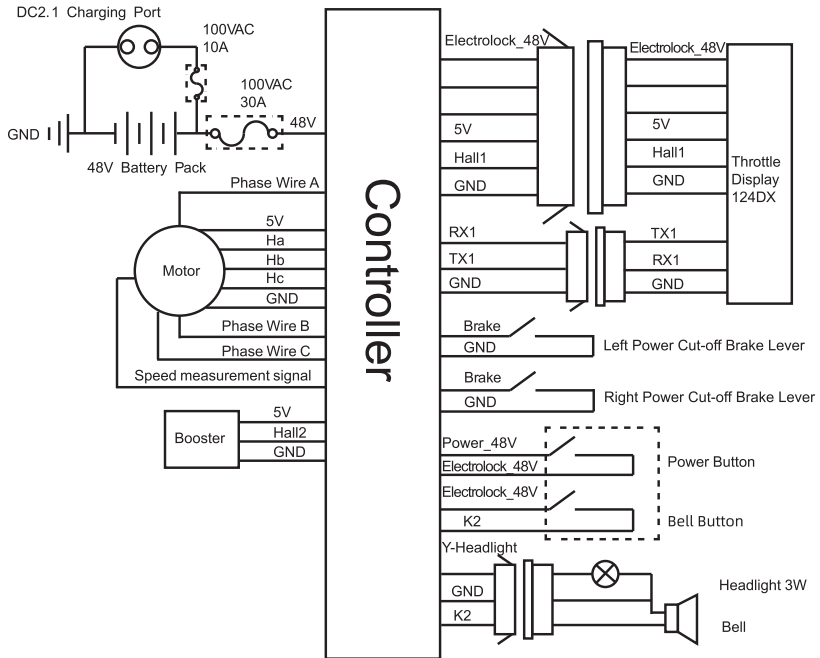 DC2.1 Charging Port
100VAC
10A
100VAC
30A
48V
GND
48V Battery Pack
Phase Wire A
5V
Ha
Hb
Hc
GND
Motor
Phase Wire B
Phase Wire C
Speed measurement signal
Booster
5V
Hall2
GND
Controller
Electrolock_48V
5V
Hall1
GND
Electrolock_48V
5V
Hall1
GND
Throttle
Display
124DX
RX1
TX1
GND
TX1
RX1
GND
Brake
GND
Left Power Cut-off Brake Lever
Brake
GND
Right Power Cut-off Brake Lever
Power_48V
Electrolock_48V
Power Button
Electrolock_48V
K2
Bell Button
Y-Headlight
GND
K2
Headlight 3W
Bell